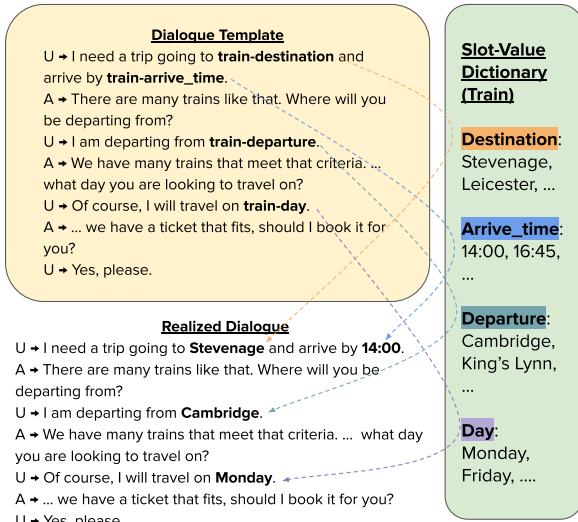 Dialogue Template
U → I need a trip going to train-destination and
arrive by train-arrive_time.
A → There are many trains like that. Where will you
be departing from?
U → I am departing from train-departure.
A → We have many trains that meet that criteria. ...
what day you are looking to travel on?
U → Of course, I will travel on train-day.
A → ... we have a ticket that fits, should I book it for
you?
U → Yes, please.
Realized Dialogue
U → I need a trip going to Stevenage and arrive by 14:00.
A → There are many trains like that. Where will you be
departing from?
U → I am departing from Cambridge.
A → We have many trains that meet that criteria. ... what day
you are looking to travel on?
U → Of course, I will travel on Monday.
A → ... we have a ticket that fits, should I book it for you?
U → Yes, please.
Slot-Value
Dictionary
(Train)
Destination:
Stevenage,
Leicester, ...
Arrive_time:
14:00, 16:45,
...
Departure:
Cambridge,
King's Lynn,
...
Day:
Monday,
Friday, ....